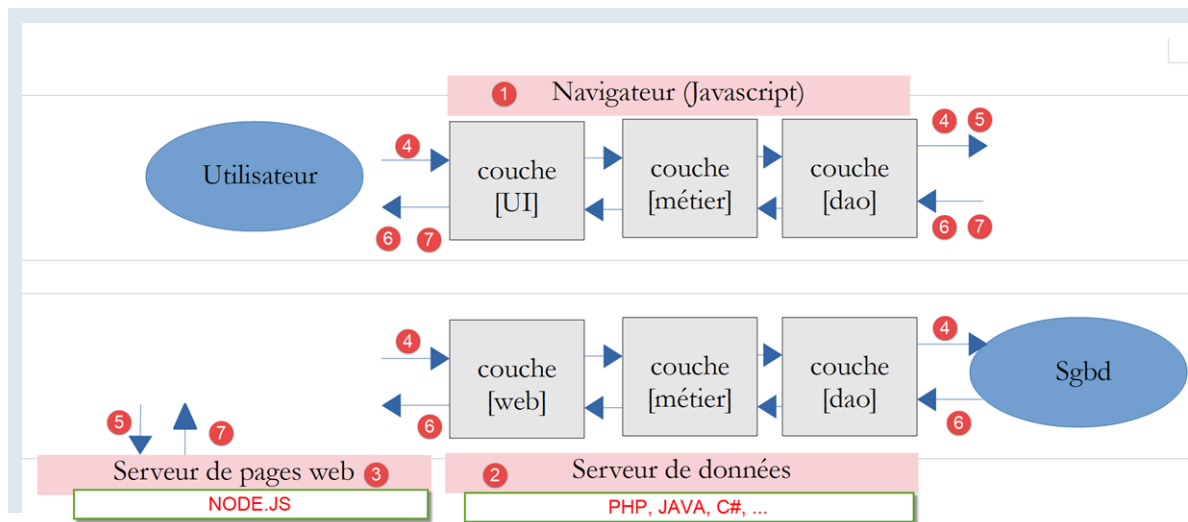 1 Navigateur (Javascript)
4 4 5
Utilisateur
couche
[UI]
couche
[métier]
couche
[dao]
6 7 6 7
4 4
couche
[web]
couche
[métier]
couche
[dao]
Sgbd
5 7 6 6
Serveur de pages web 3
NODE.JS
Serveur de données
2
PHP, JAVA, C#, ...